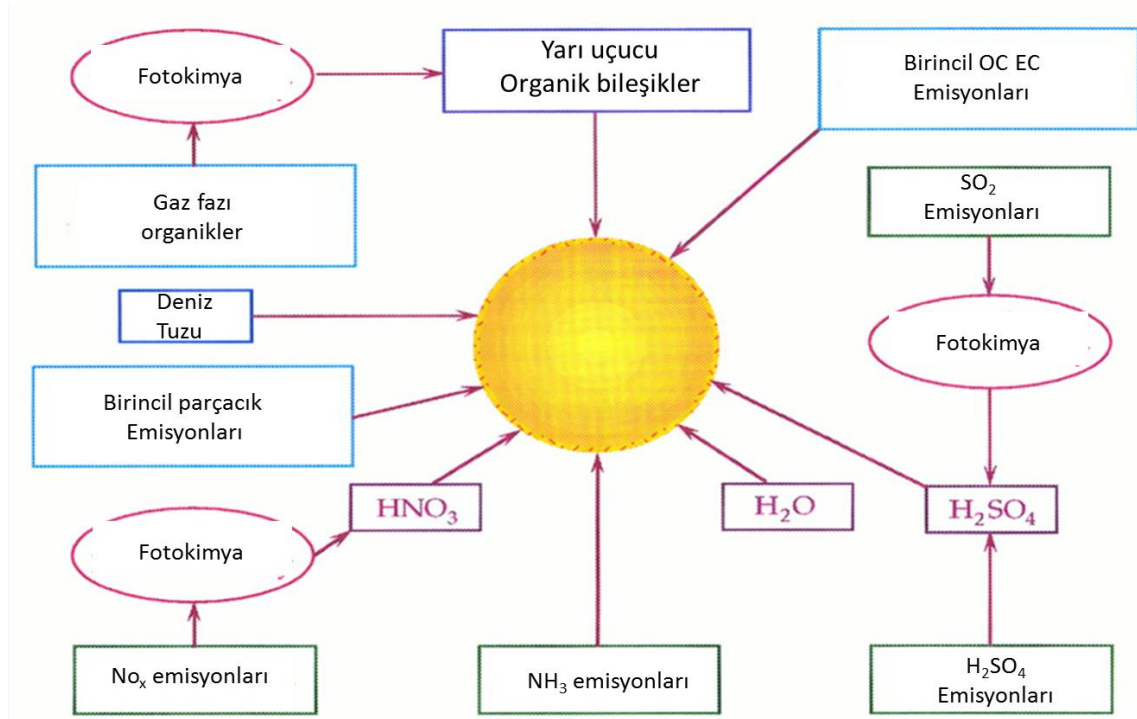 Fotokimya
Yarı uçucu
Organik bileşikler
Birincil OC EC
Emisyonları
Gaz fazı
organikler
SO₂
Emisyonları
Deniz
Tuzu
Fotokimya
Birincil parçacık
Emisyonları
HNO₃
H₂O
H₂SO₄
Fotokimya
Noₓ emisyonları
NH₃ emisyonları
H₂SO₄
Emisyonları